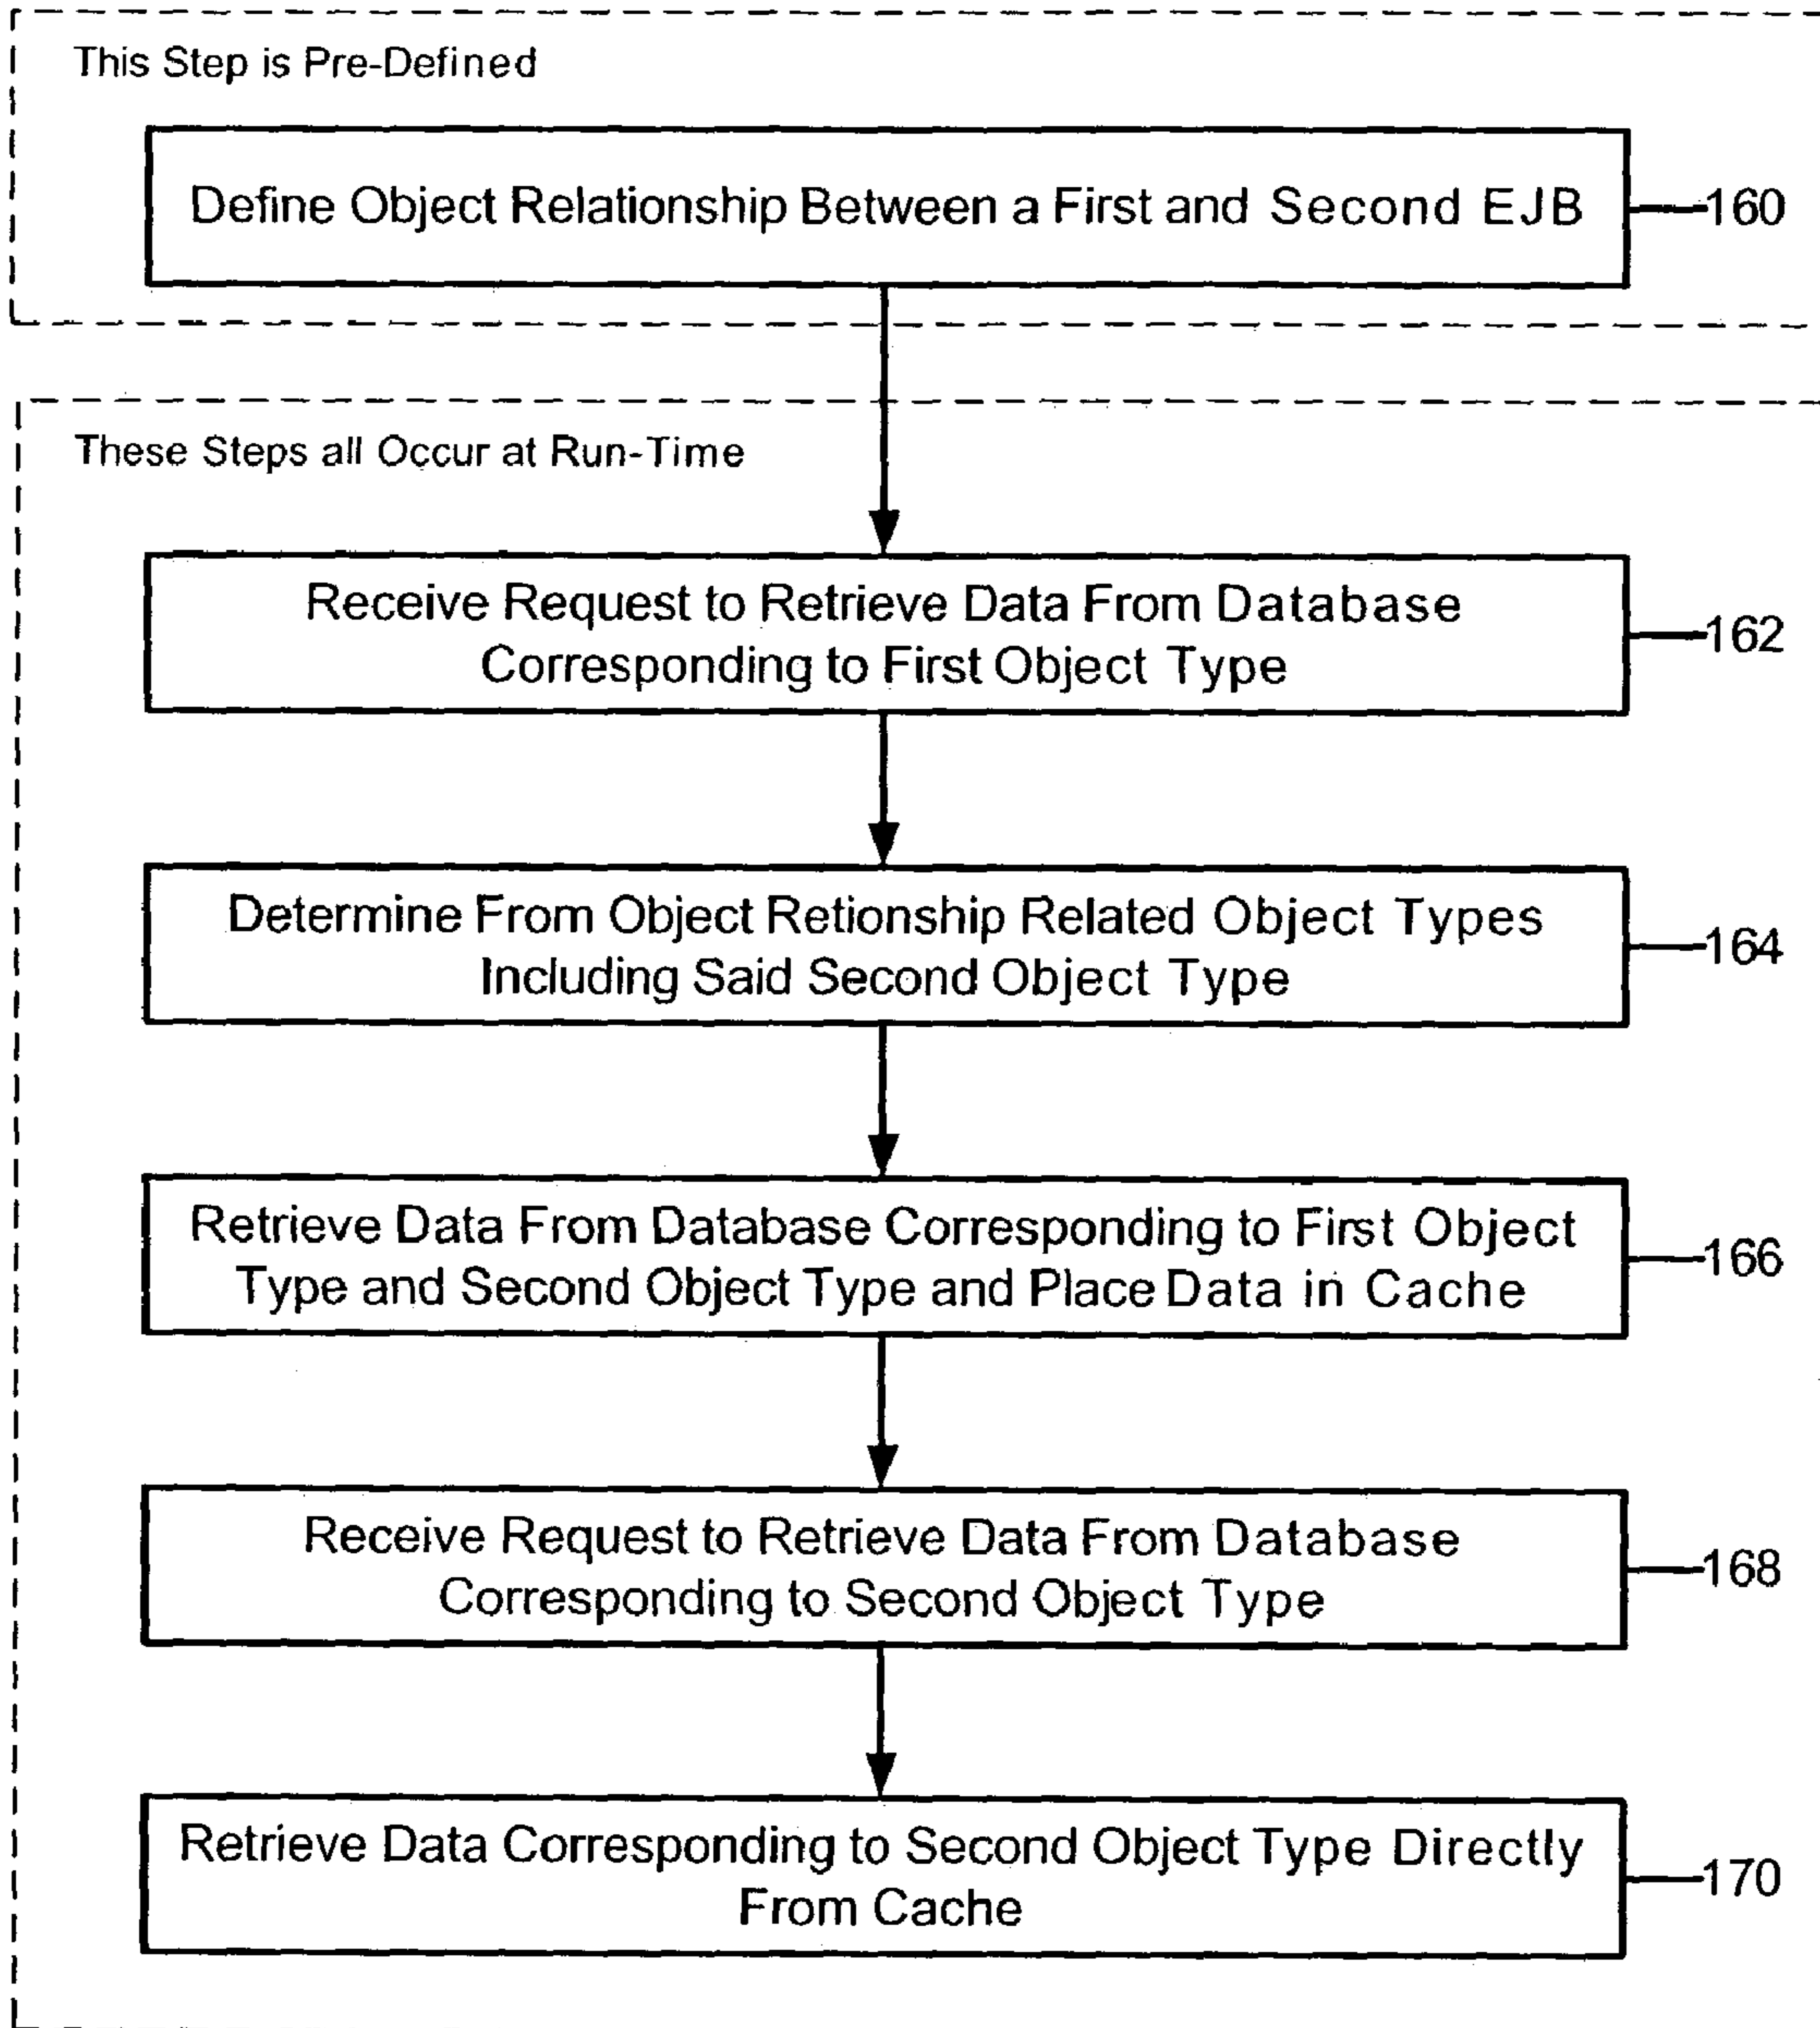 This Step is Pre-Defined
Define Object Relationship Between a First and Second EJB
160
These Steps all Occur at Run-Time
Receive Request to Retrieve Data From Database
Corresponding to First Object Type
162
Determine From Object Retionship Related Object Types
Including Said Second Object Type
164
Retrieve Data From Database Corresponding to First Object
Type and Second Object Type and Place Data in Cache
166
Receive Request to Retrieve Data From Database
Corresponding to Second Object Type
168
Retrieve Data Corresponding to Second Object Type Directly
From Cache
170